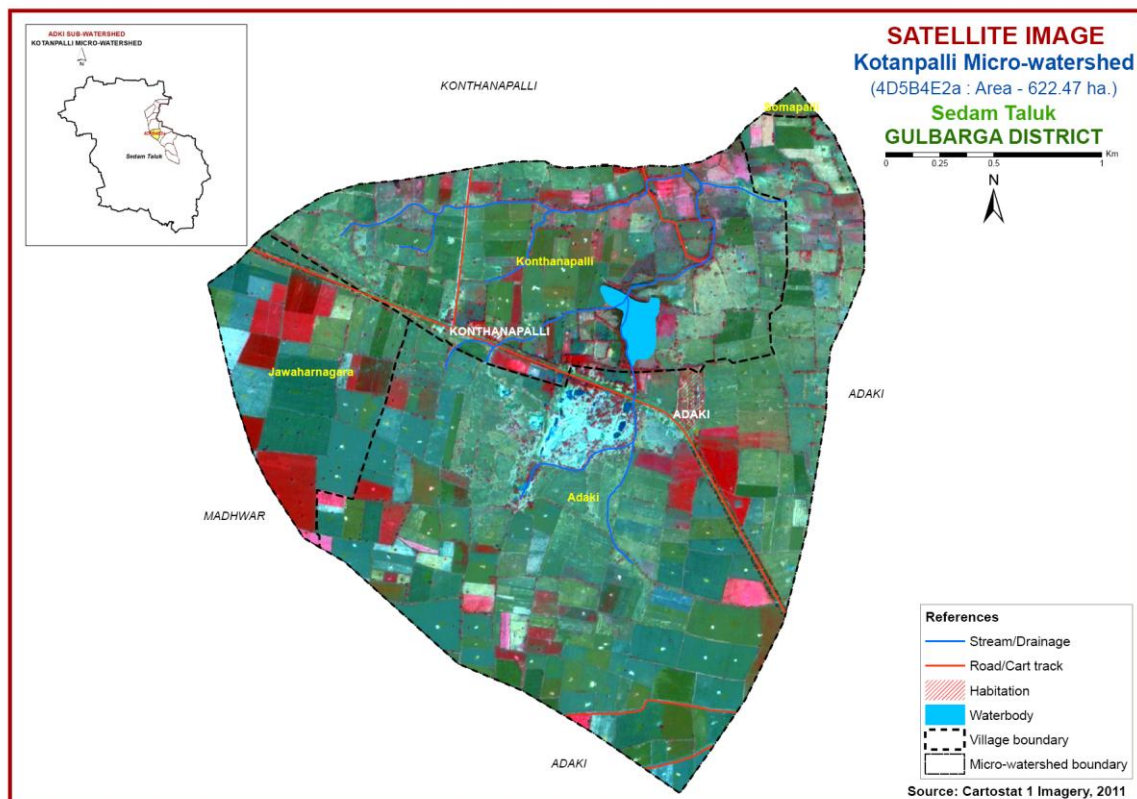 ADKI SUB-WATERSHED
KOTANPALLI MICRO-WATERSHED
N
Sedam Taluk
SATELLITE IMAGE
Kotanpalli Micro-watershed
(4D5B4E2a : Area - 622.47 ha.)
Sedam Taluk
GULBARGA DISTRICT
Km
0 0.25 0.5 1
N
KONTHANAPALLI
Somapalli
Konthanapalli
KONTHANAPALLI
Jawaharnagara
ADAKI
ADAKI
Adaki
MADHWAR
ADAKI
References
Stream/Drainage
Road/Cart track
Habitation
Waterbody
Village boundary
Micro-watershed boundary
Source: Cartostat 1 Imagery, 2011